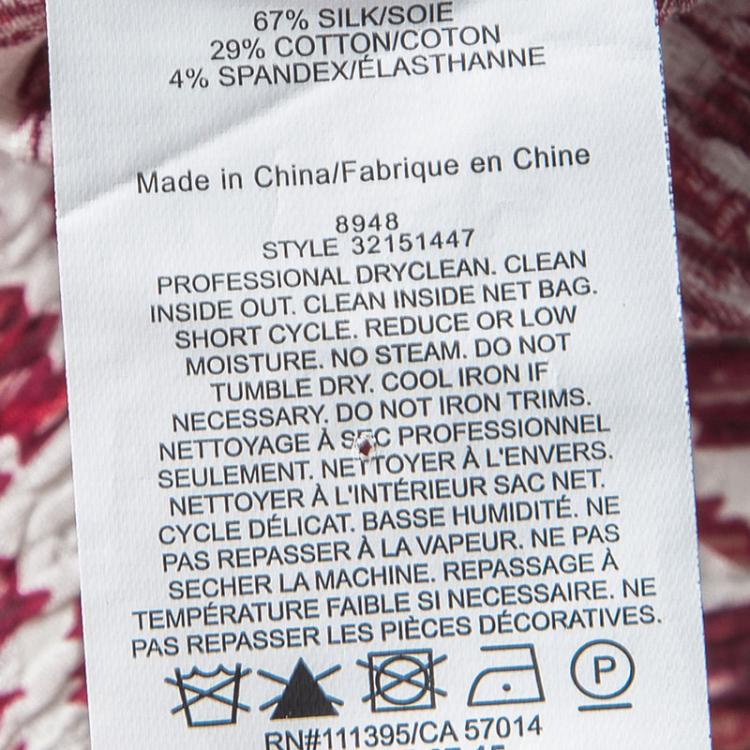 67% SILK/SOIE
29% COTTON/COTON
4% SPANDEX/ÉLASTHANNE
Made in China/Fabrique en Chine
8948
STYLE 32151447
PROFESSIONAL DRYCLEAN. CLEAN
INSIDE OUT. CLEAN INSIDE NET BAG.
SHORT CYCLE. REDUCE OR LOW
MOISTURE. NO STEAM. DO NOT
TUMBLE DRY. COOL IRON IF
NECESSARY. DO NOT IRON TRIMS.
NETTOYAGE À SEC PROFESSIONNEL
SEULEMENT. NETTOYER À L'ENVERS.
NETTOYER À L'INTÉRIEUR SAC NET.
CYCLE DÉLICAT. BASSE HUMIDITÉ. NE
PAS REPASSER À LA VAPEUR. NE PAS
SECHER LA MACHINE. REPASSAGE À
TEMPÉRATURE FAIBLE SI NECESSAIRE. NE
PAS REPASSER LES PIÈCES DÉCORATIVES.
P
RN#111395/CA 57014